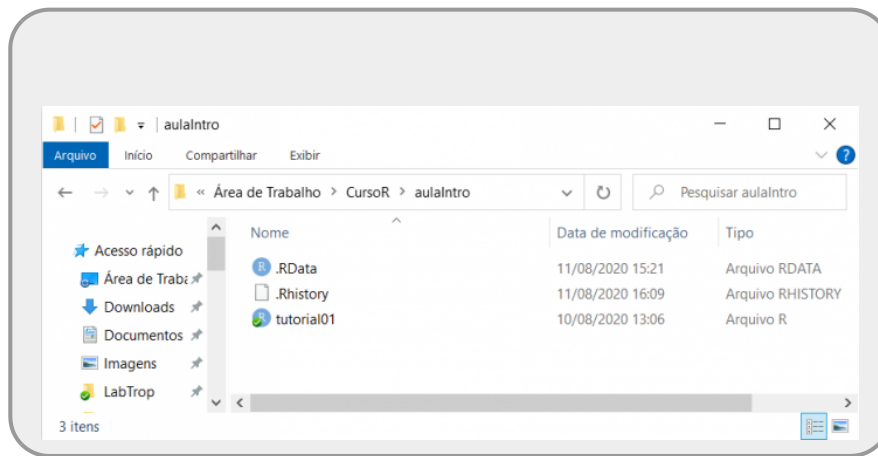 aulaIntro
Arquivo Início Compartilhar Exibir
« Área de Trabalho > CursoR > aulaIntro Pesquisar aulaIntro
Nome Data de modificação Tipo
Acesso rápido
.RData 11/08/2020 15:21 Arquivo RDATA
Área de Traba
.Rhistory 11/08/2020 16:09 Arquivo RHISTORY
Downloads
tutorial01 10/08/2020 13:06 Arquivo R
Documentos
Imagens
LabTrop
3 itens